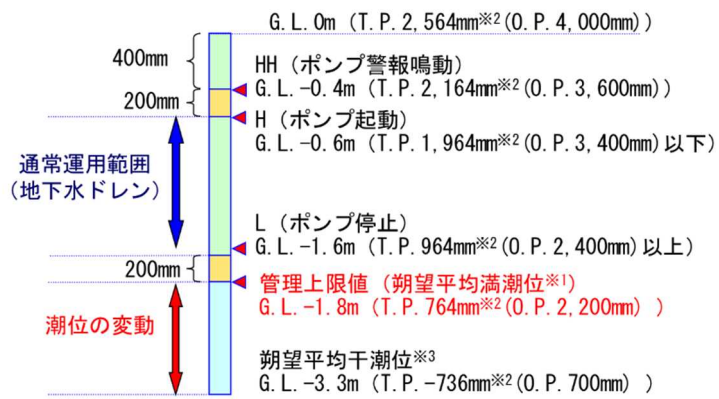 G.L.0m (T.P.2,564mm※2(O.P.4,000mm))
400mm
HH(ポンプ警報鳴動)
G.L.-0.4m (T.P.2,164mm※2(O.P.3,600mm))
200mm
H(ポンプ起動)
G.L.-0.6m (T.P.1,964mm※2(O.P.3,400mm)以下)
通常運用範囲
(地下水ドレン)
L(ポンプ停止)
G.L.-1.6m (T.P.964mm※2(O.P.2,400mm)以上)
200mm
管理上限値(朔望平均満潮位※1)
G.L.-1.8m (T.P.764mm※2(O.P.2,200mm) )
潮位の変動
朔望平均干潮位※3
G.L.-3.3m (T.P.-736mm※2(O.P.700mm) )